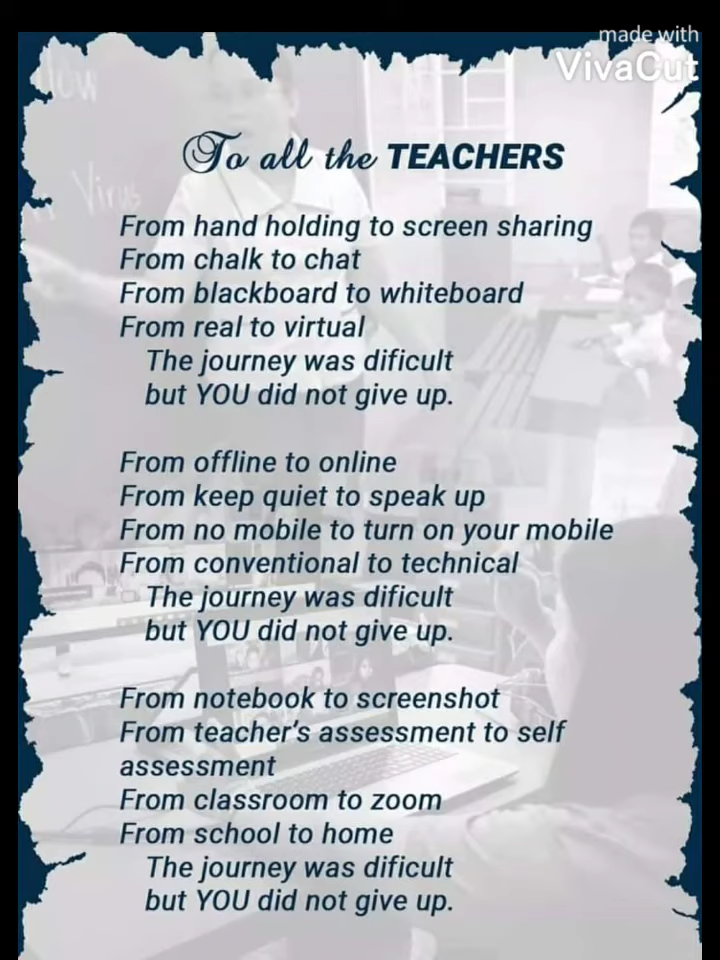 made with
VivaCut
low
Virus
To all the TEACHERS
From hand holding to screen sharing
From chalk to chat
From blackboard to whiteboard
From real to virtual
The journey was dificult
but YOU did not give up.
From offline to online
From keep quiet to speak up
From no mobile to turn on your mobile
From conventional to technical
The journey was dificult
but YOU did not give up.
From notebook to screenshot
From teacher's assessment to self
assessment
From classroom to zoom
From school to home
The journey was dificult
but YOU did not give up.